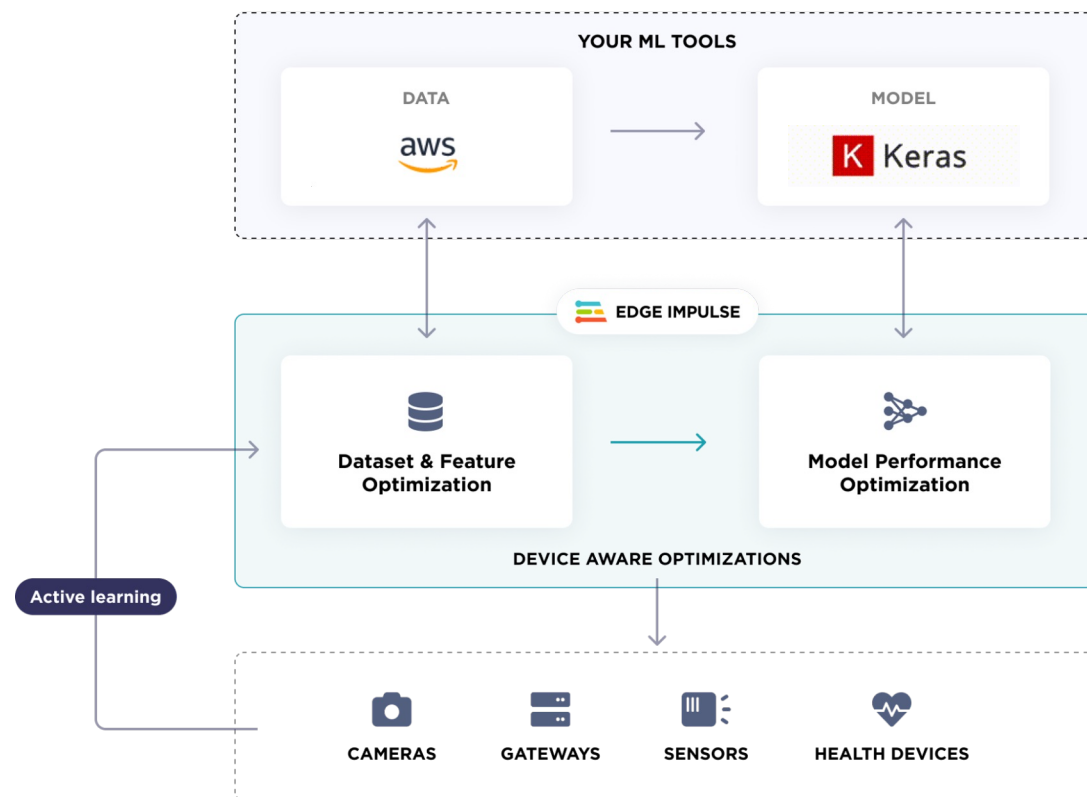 YOUR ML TOOLS
DATA
MODEL
aws
K Keras
EDGE IMPULSE
Dataset & Feature
Optimization
Model Performance
Optimization
DEVICE AWARE OPTIMIZATIONS
Active learning
CAMERAS
GATEWAYS
SENSORS
HEALTH DEVICES